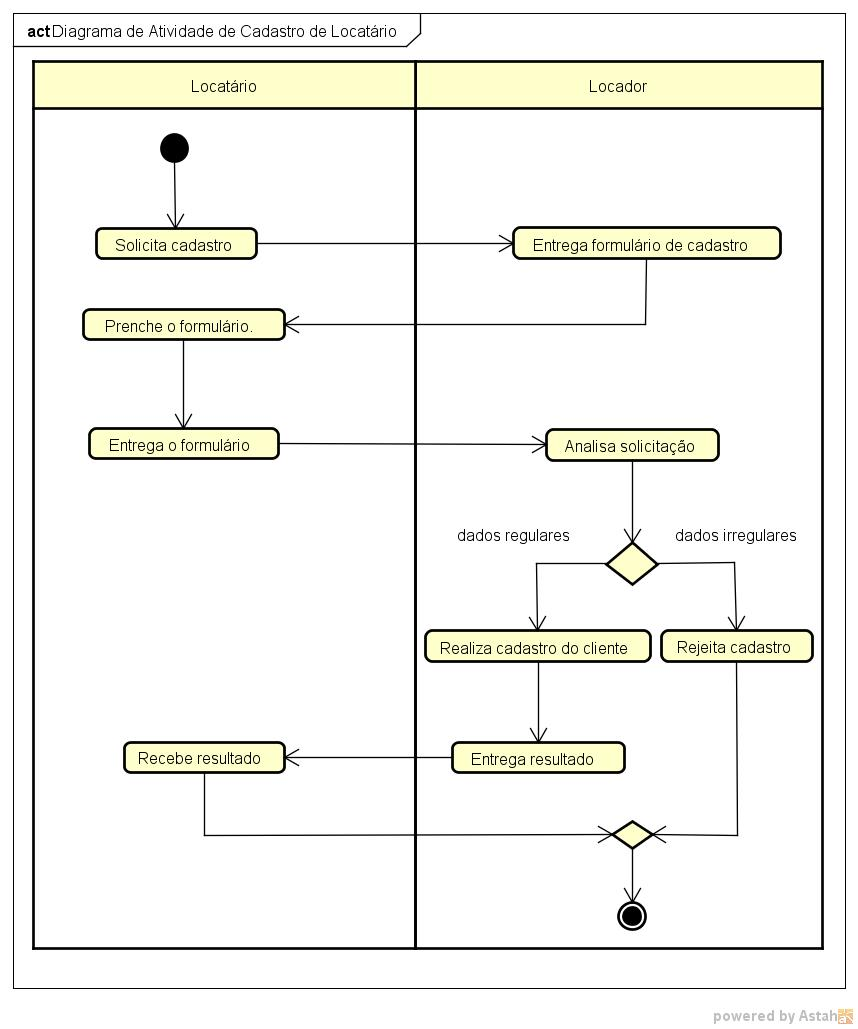 act Diagrama de Atividade de Cadastro de Locatário
Locatário
Locador
Solicita cadastro
Entrega formulário de cadastro
Prenche o formulário.
Entrega o formulário
Analisa solicitação
dados regulares
dados irregulares
Realiza cadastro do cliente
Rejeita cadastro
Recebe resultado
Entrega resultado
powered by Astah